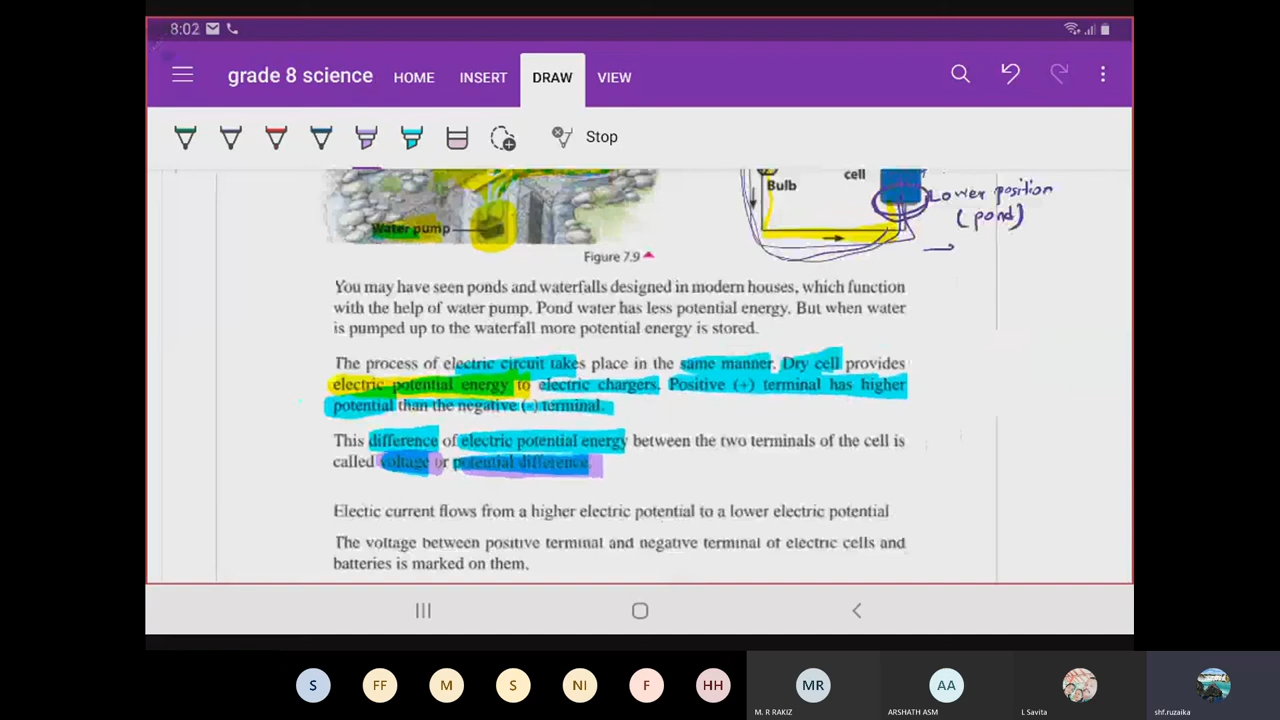 8:02
grade 8 science HOME INSERT DRAW VIEW
Stop
Bulb
cell
Lower position
(pond)
Water pump
Figure 7.9
You may have seen ponds and waterfalls designed in modern houses, which function
with the help of water pump. Pond water has less potential energy. But when water
is pumped up to the waterfall more potential energy is stored.
The process of electric circuit takes place in the same manner. Dry cell provides
electric potential energy to electric chargers. Positive (+) terminal has higher
potential than the negative (-) terminal.
This difference of electric potential energy between the two terminals of the cell is
called voltage or potential difference.
Electic current flows from a higher electric potential to a lower electric potential
The voltage between positive terminal and negative terminal of electric cells and
batteries is marked on them.
S FF M S NI F HH MR AA
M. R RAKIZ ARSHATH ASM L Savita shf.ruzaika